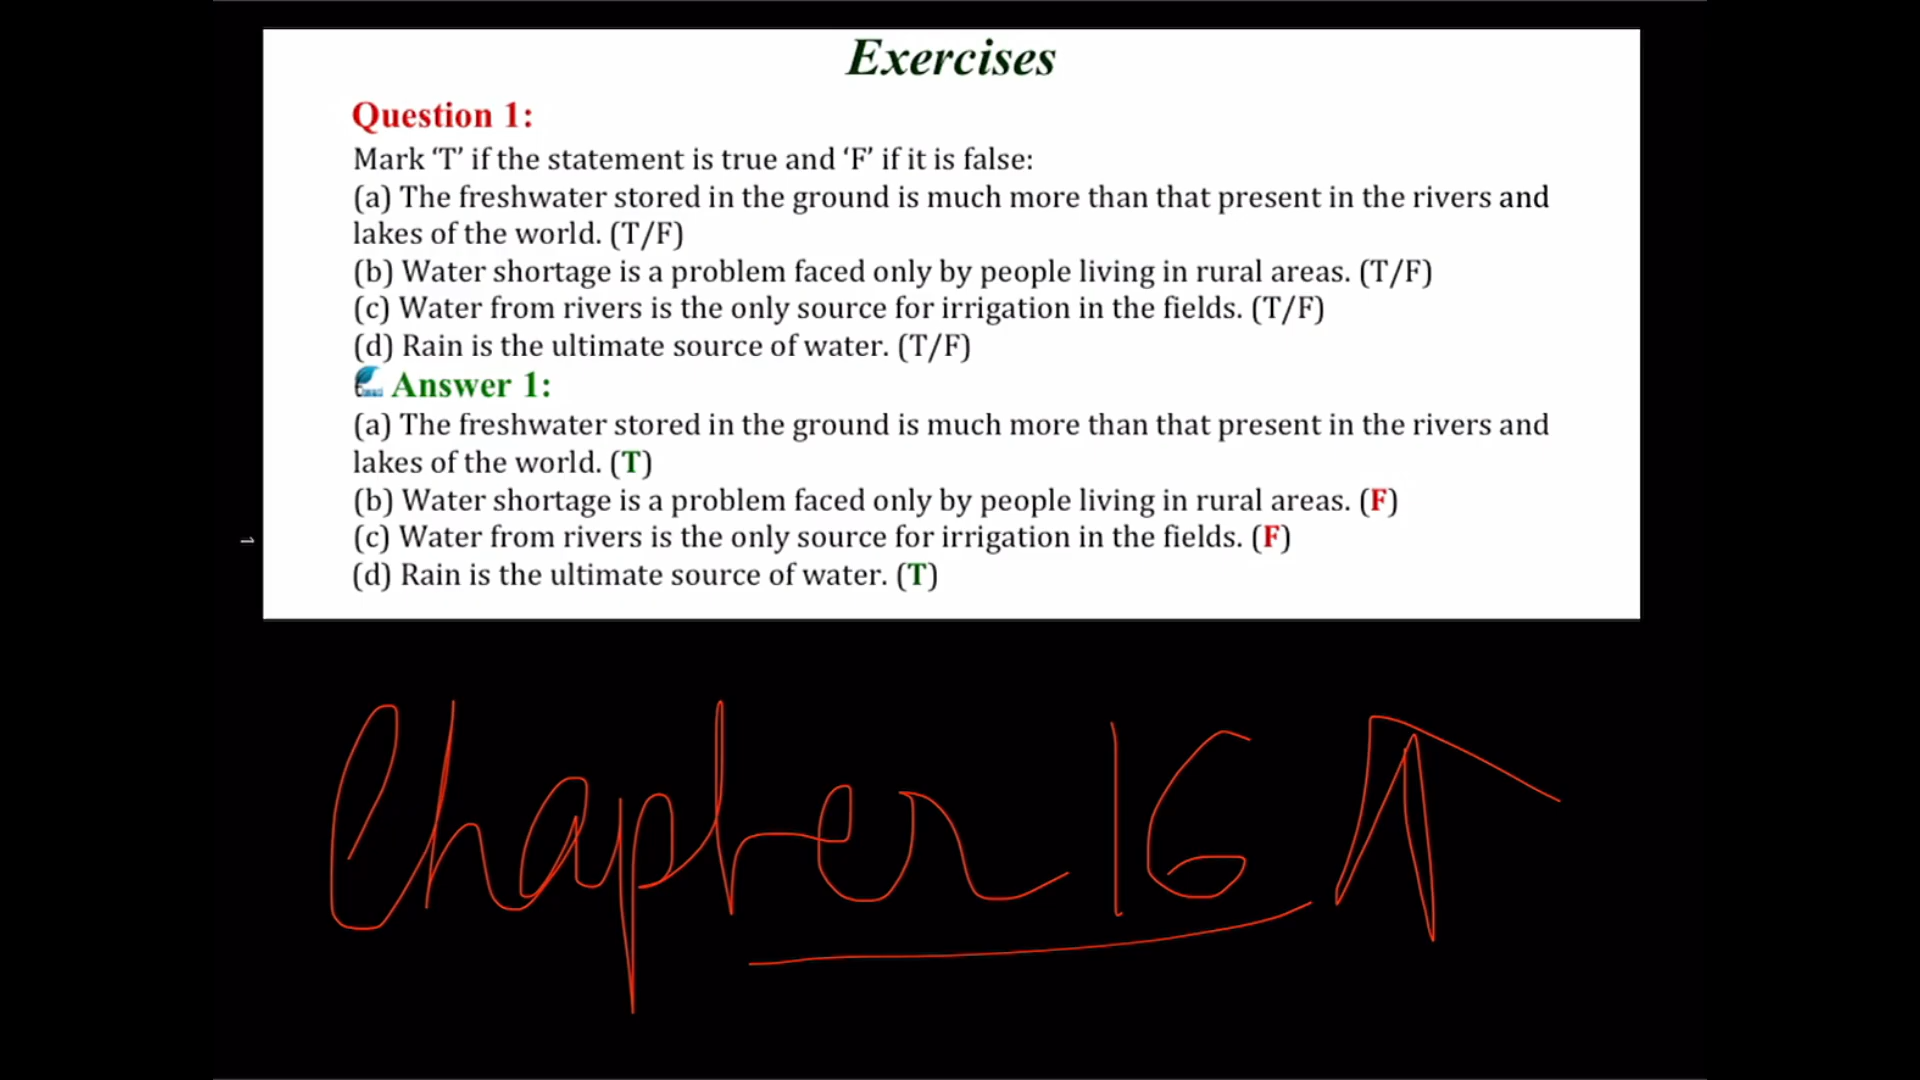 Exercises
Question 1:
Mark ‘T’ if the statement is true and ‘F’ if it is false:
(a) The freshwater stored in the ground is much more than that present in the rivers and
lakes of the world. (T/F)
(b) Water shortage is a problem faced only by people living in rural areas. (T/F)
(c) Water from rivers is the only source for irrigation in the fields. (T/F)
(d) Rain is the ultimate source of water. (T/F)
Answer 1:
(a) The freshwater stored in the ground is much more than that present in the rivers and
lakes of the world. (T)
(b) Water shortage is a problem faced only by people living in rural areas. (F)
(c) Water from rivers is the only source for irrigation in the fields. (F)
(d) Rain is the ultimate source of water. (T)
1
Chapter 16